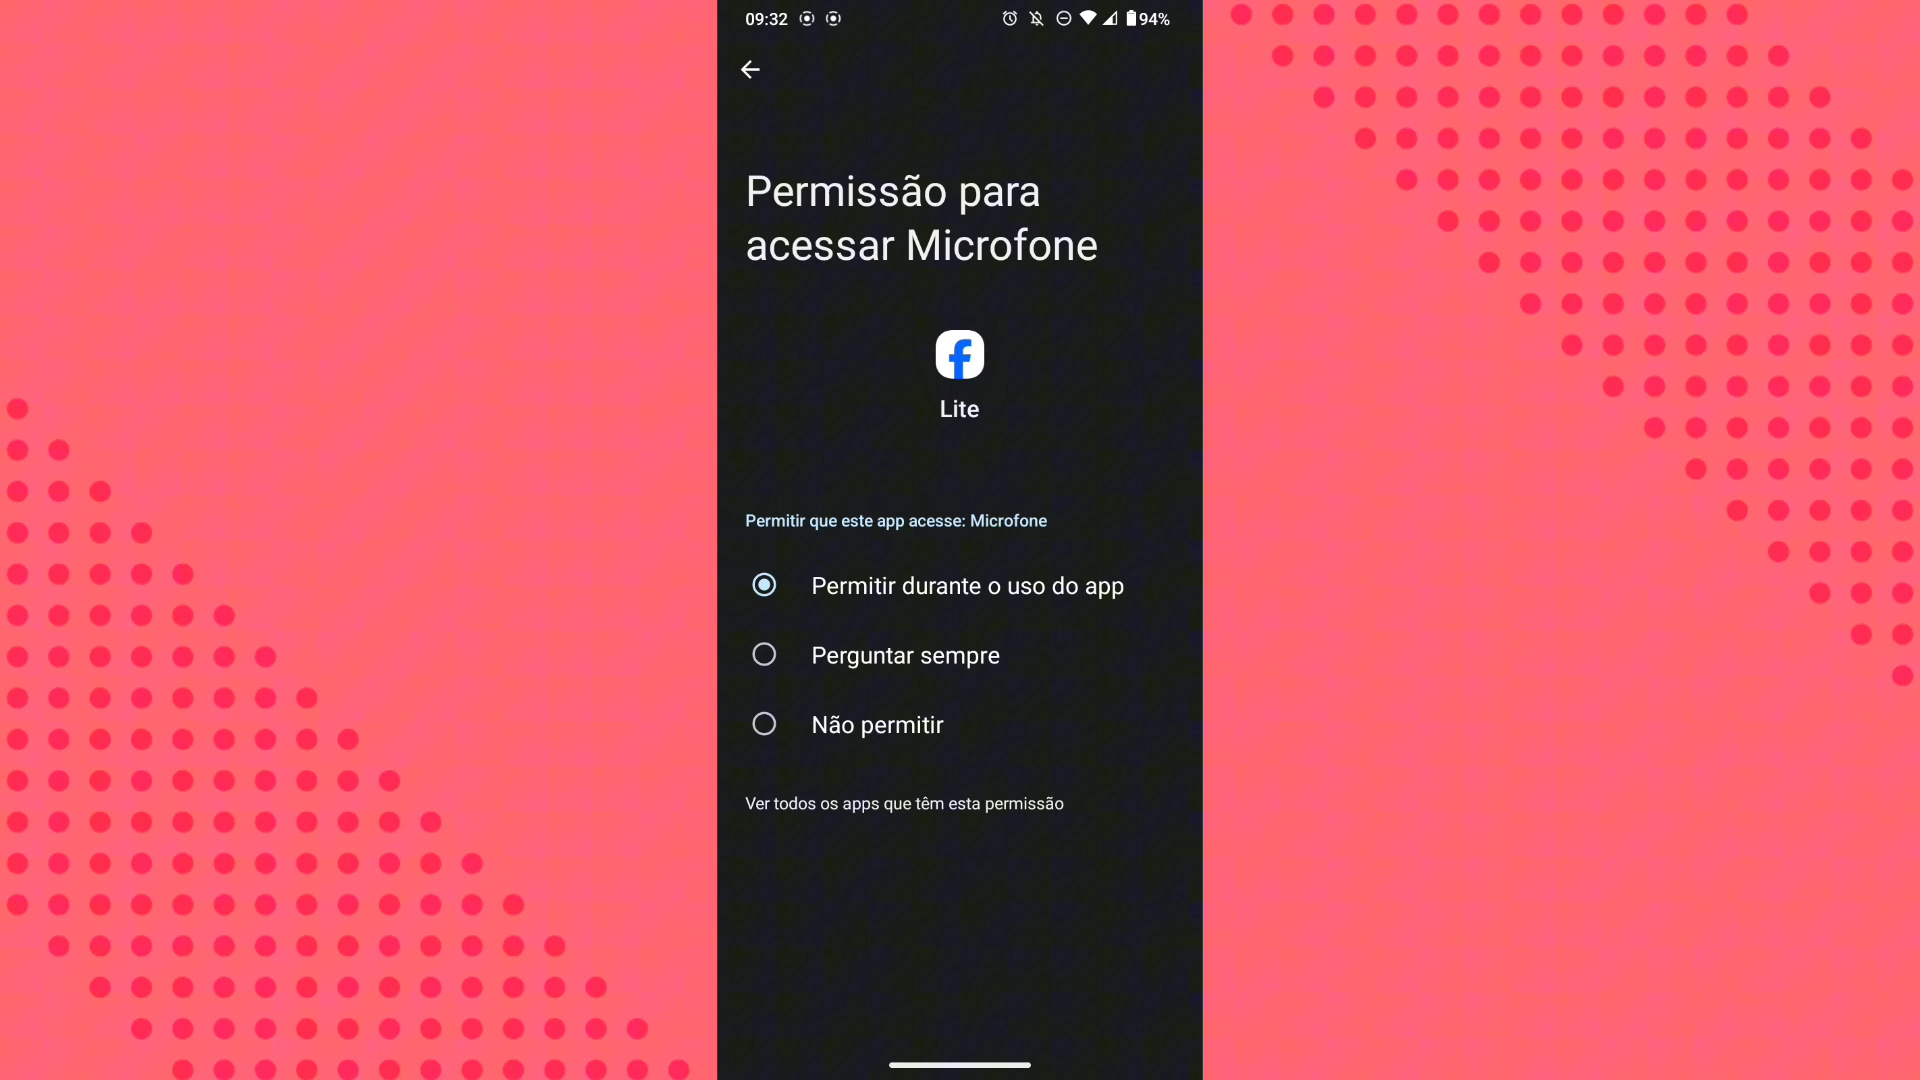 09:32
94%
Permissão para
acessar Microfone
Lite
Permitir que este app acesse: Microfone
Permitir durante o uso do app
Perguntar sempre
Não permitir
Ver todos os apps que têm esta permissão